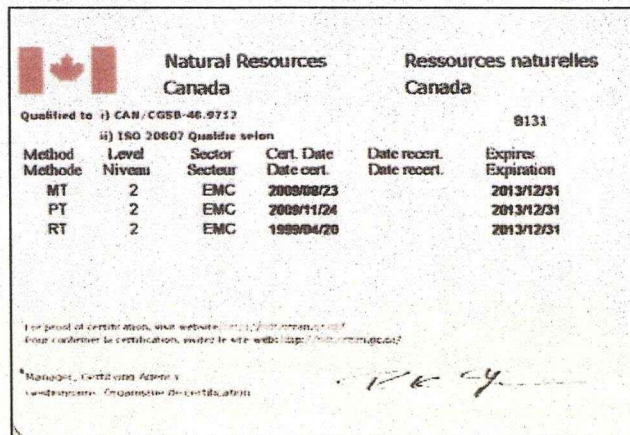 Natural Resources Canada
Ressources naturelles Canada
Qualified to i) CAN/CGSB-48.9712
9131
ii) ISO 20807 Qualifie selon
Method Level Sector Cert. Date Date recert. Expires
Methode Niveau Secteur Date cert. Date recert. Expiration
MT 2 EMC 2009/08/23 2013/12/31
PT 2 EMC 2009/11/24 2013/12/31
RT 2 EMC 1999/04/20 2013/12/31
For proof of certification, visit website
Pour confirmer la certification, visitez le site web:
Manager, Certifying Agency
Gestionnaire, Organisme de certification